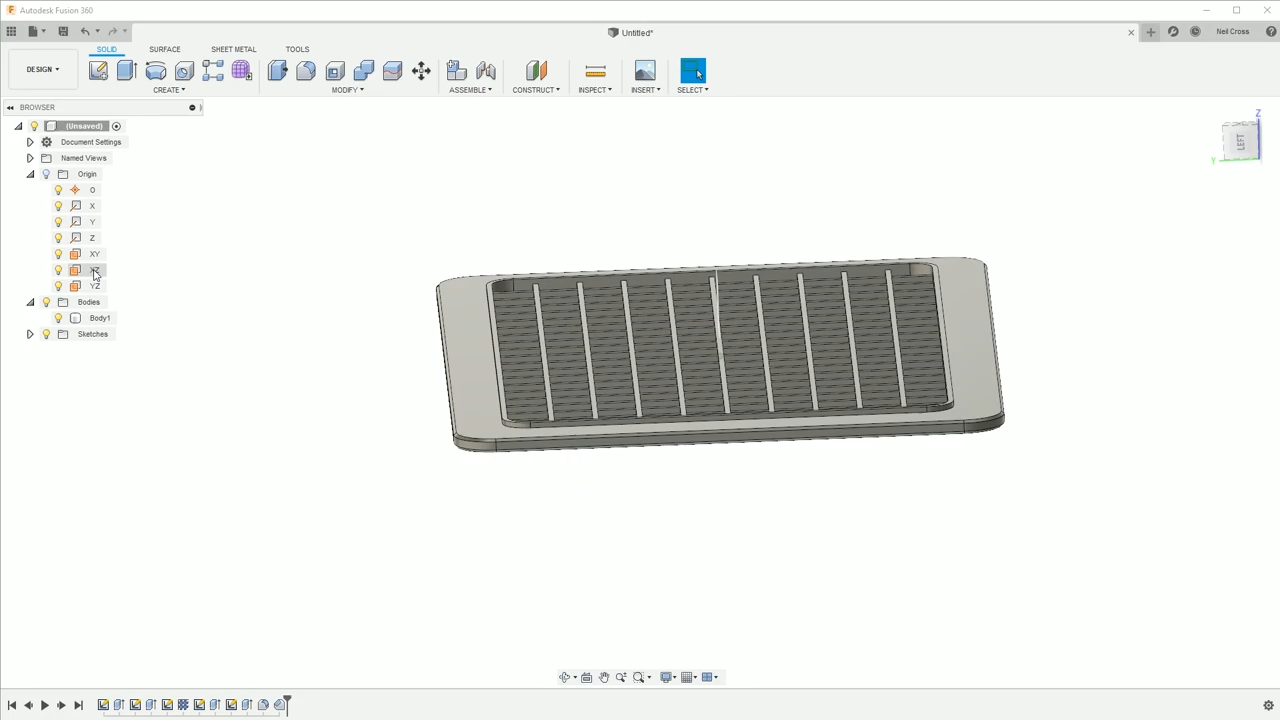 Autodesk Fusion 360
Untitled*
Neil Cross
DESIGN
SOLID SURFACE SHEET METAL TOOLS
CREATE MODIFY ASSEMBLE CONSTRUCT INSPECT INSERT SELECT
BROWSER
(Unsaved)
Document Settings
Named Views
Origin
O
X
Y
Z
XY
YZ
Bodies
Body1
Sketches
Z
LEFT
Y